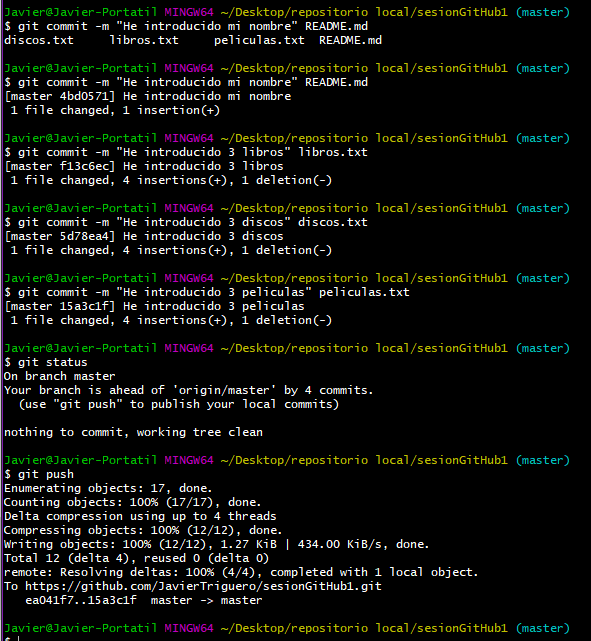 Javier@Javier-Portatil MINGW64 ~/Desktop/repositorio local/sesionGitHub1 (master)
$ git commit -m "He introducido mi nombre" README.md
discos.txt     libros.txt     peliculas.txt  README.md

Javier@Javier-Portatil MINGW64 ~/Desktop/repositorio local/sesionGitHub1 (master)
$ git commit -m "He introducido mi nombre" README.md
[master 4bd0571] He introducido mi nombre
 1 file changed, 1 insertion(+)

Javier@Javier-Portatil MINGW64 ~/Desktop/repositorio local/sesionGitHub1 (master)
$ git commit -m "He introducido 3 libros" libros.txt
[master f13c6ec] He introducido 3 libros
 1 file changed, 4 insertions(+), 1 deletion(-)

Javier@Javier-Portatil MINGW64 ~/Desktop/repositorio local/sesionGitHub1 (master)
$ git commit -m "He introducido 3 discos" discos.txt
[master 5d78ea4] He introducido 3 discos
 1 file changed, 4 insertions(+), 1 deletion(-)

Javier@Javier-Portatil MINGW64 ~/Desktop/repositorio local/sesionGitHub1 (master)
$ git commit -m "He introducido 3 peliculas" peliculas.txt
[master 15a3c1f] He introducido 3 peliculas
 1 file changed, 4 insertions(+), 1 deletion(-)

Javier@Javier-Portatil MINGW64 ~/Desktop/repositorio local/sesionGitHub1 (master)
$ git status
On branch master
Your branch is ahead of 'origin/master' by 4 commits.
  (use "git push" to publish your local commits)

nothing to commit, working tree clean

Javier@Javier-Portatil MINGW64 ~/Desktop/repositorio local/sesionGitHub1 (master)
$ git push
Enumerating objects: 17, done.
Counting objects: 100% (17/17), done.
Delta compression using up to 4 threads
Compressing objects: 100% (12/12), done.
Writing objects: 100% (12/12), 1.27 KiB | 434.00 KiB/s, done.
Total 12 (delta 4), reused 0 (delta 0)
remote: Resolving deltas: 100% (4/4), completed with 1 local object.
To https://github.com/JavierTriguero/sesionGitHub1.git
   ea041f7..15a3c1f  master -> master

Javier@Javier-Portatil MINGW64 ~/Desktop/repositorio local/sesionGitHub1 (master)
$